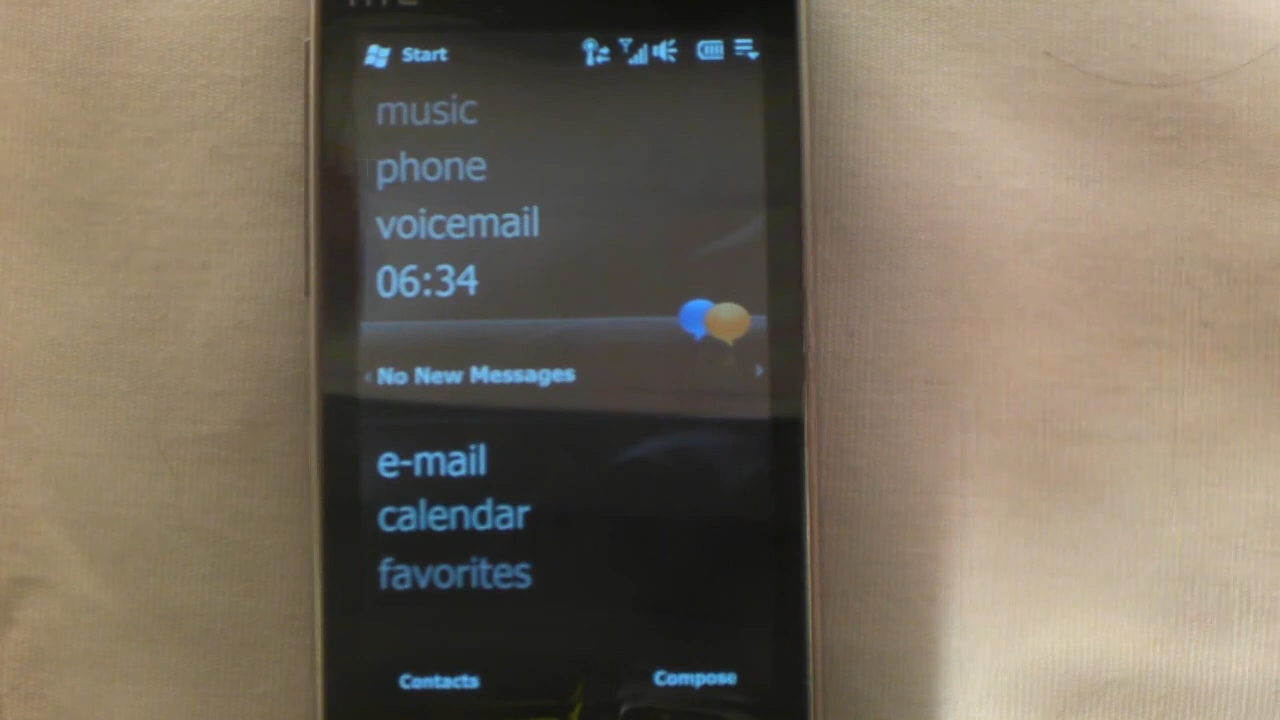 Start
music
phone
voicemail
06:34
No New Messages
e-mail
calendar
favorites
Contacts Compose